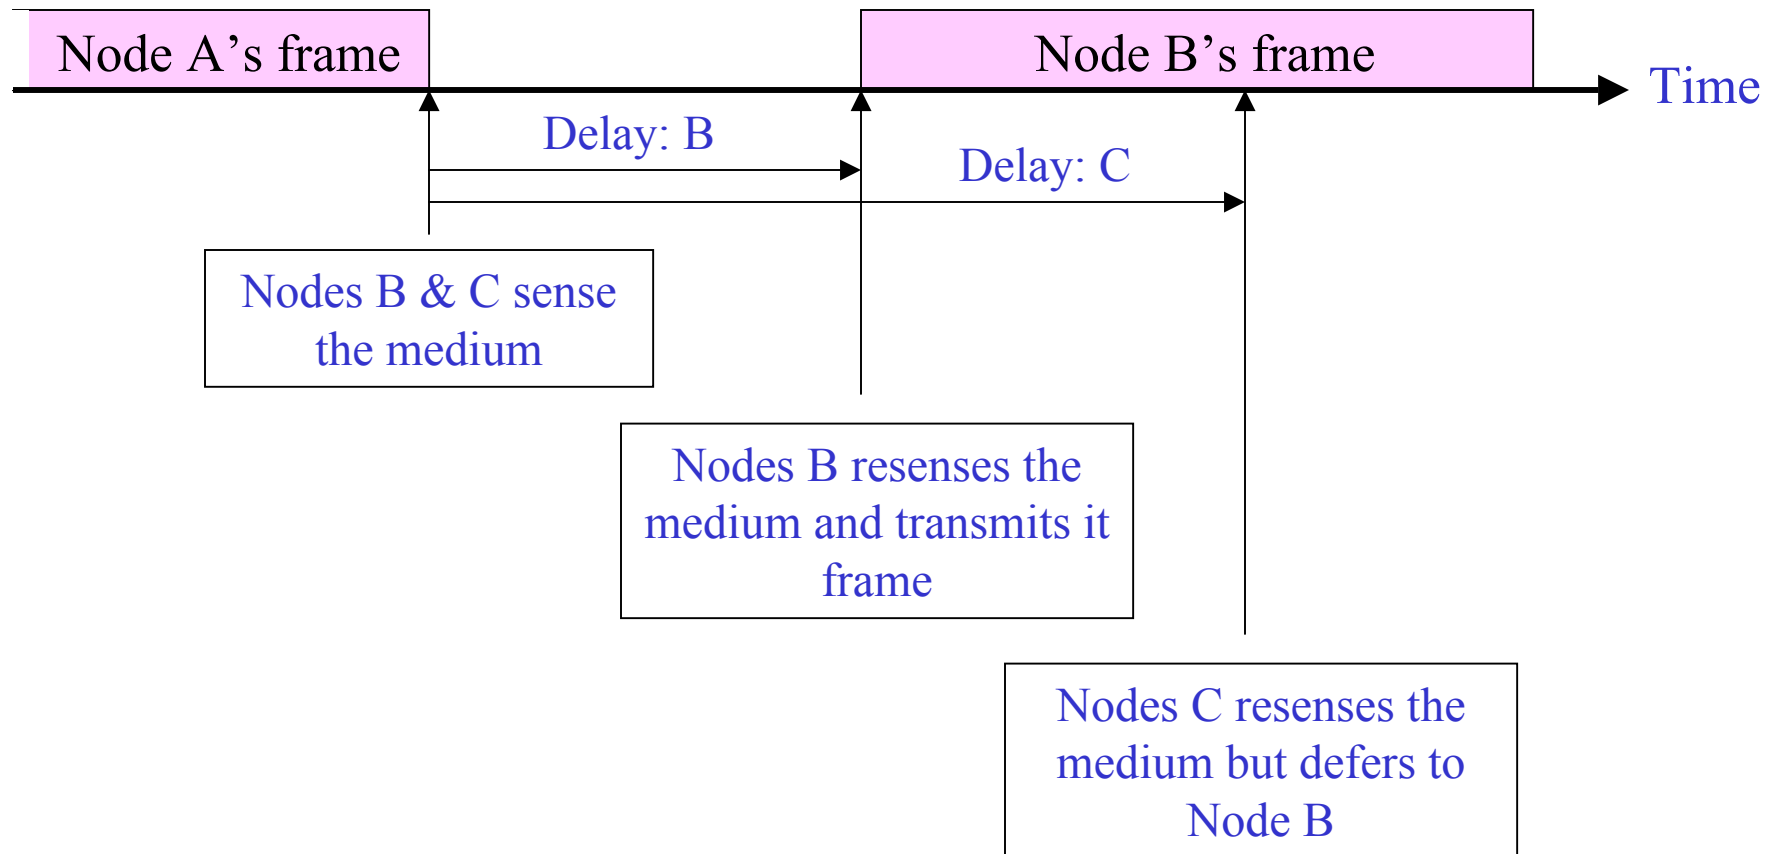 Node A’s frame
Node B’s frame
Time
Delay: B
Delay: C
Nodes B & C sense
the medium
Nodes B resenses the
medium and transmits it
frame
Nodes C resenses the
medium but defers to
Node B